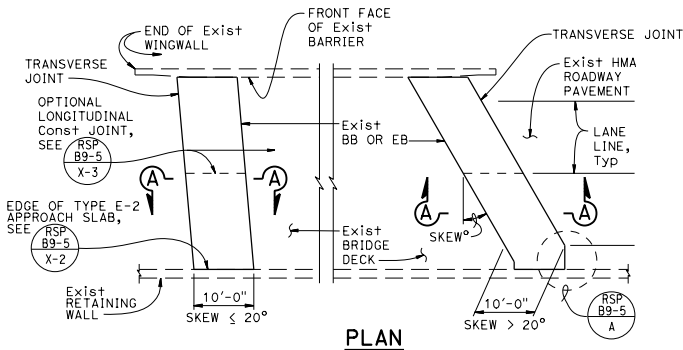 END OF Exist
WINGWALL
FRONT FACE
OF Exist
BARRIER
TRANSVERSE JOINT
TRANSVERSE
JOINT
Exist HMA
ROADWAY
PAVEMENT
OPTIONAL
LONGITUDINAL
Const JOINT,
SEE
RSP
B9-5
X-3
Exist
BB OR EB
LANE
LINE,
Typ
A
A
A
A
EDGE OF TYPE E-2
APPROACH SLAB,
SEE
RSP
B9-5
X-2
SKEW°
Exist
BRIDGE
DECK
Exist
RETAINING
WALL
10'-0"
SKEW ≤ 20°
10'-0"
SKEW > 20°
RSP
B9-5
A
PLAN